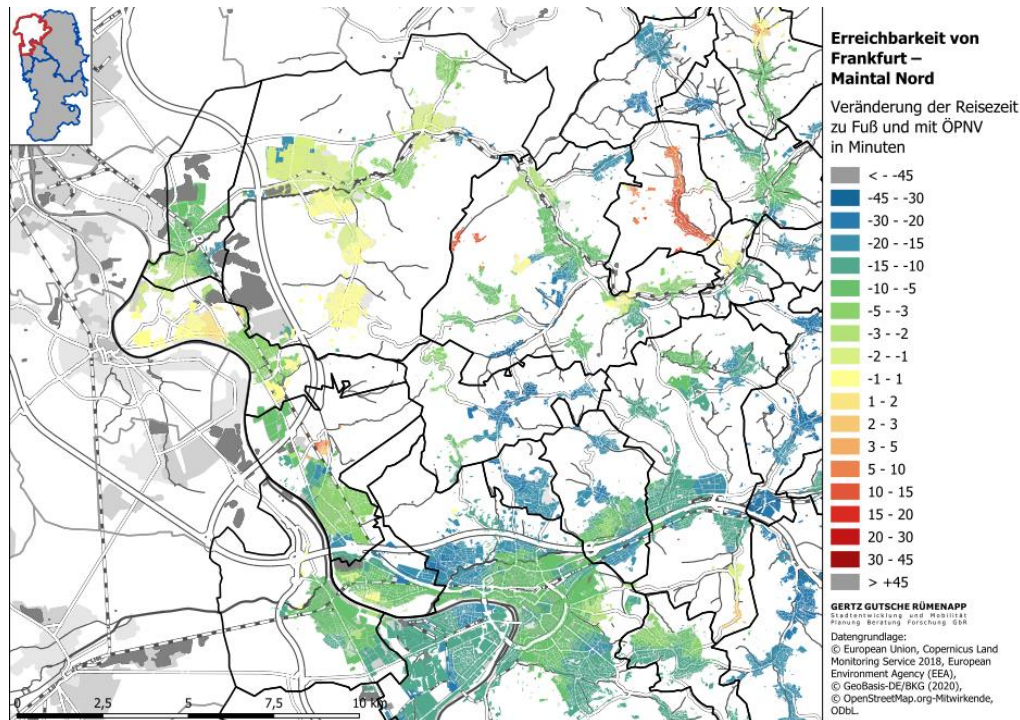 Erreichbarkeit von
Frankfurt –
Maintal Nord
Veränderung der Reisezeit
zu Fuß und mit ÖPNV
in Minuten
< - -45
-45 - -30
-30 - -20
-20 - -15
-15 - -10
-10 - -5
-5 - -3
-3 - -2
-2 - -1
-1 - 1
1 - 2
2 - 3
3 - 5
5 - 10
10 - 15
15 - 20
20 - 30
30 - 45
> +45
GERTZ GUTSCHE RÜMENAPP
Stadtentwicklung und Mobilität
Planung Beratung Forschung GbR
Datengrundlage:
© European Union, Copernicus Land
Monitoring Service 2018, European
Environment Agency (EEA),
© GeoBasis-DE/BKG (2020),
© OpenStreetMap.org-Mitwirkende,
ODbL.
0 2,5 5 7,5 10 km